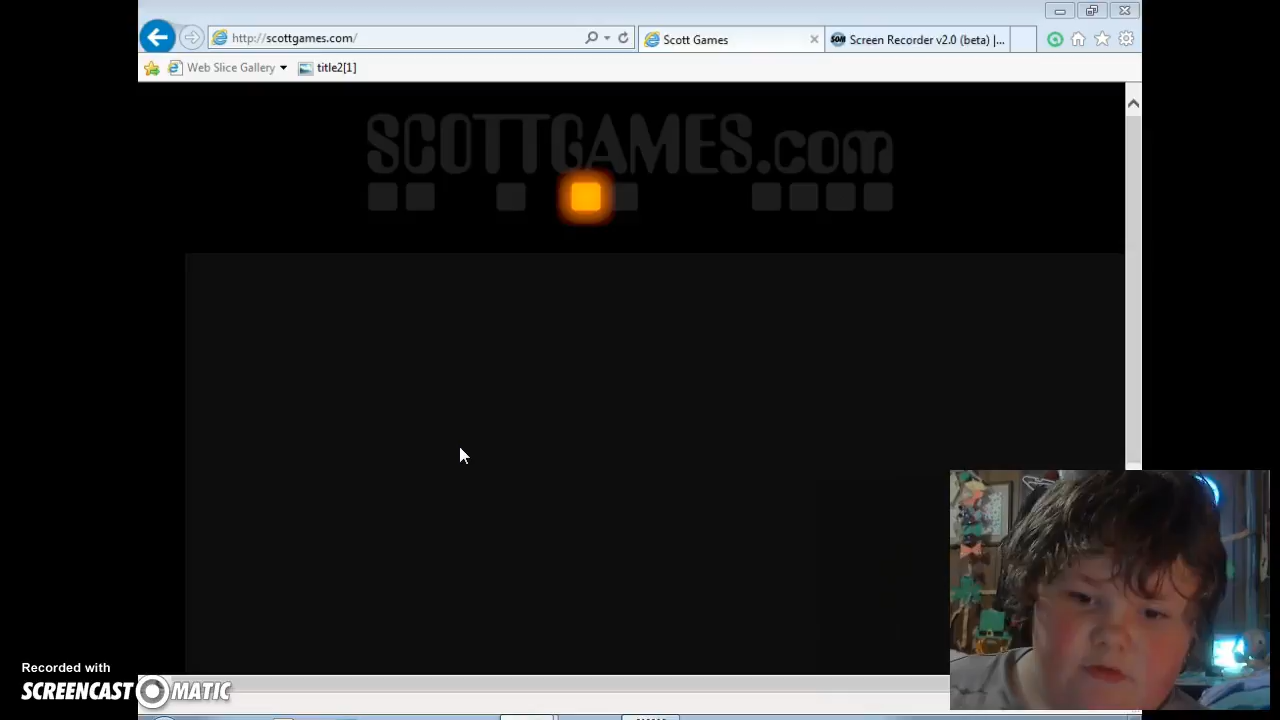 http://scottgames.com/
Scott Games
Screen Recorder v2.0 (beta) |...
Web Slice Gallery
title2[1]
SCOTTGAMES.com
Recorded with
SCREENCAST MATIC